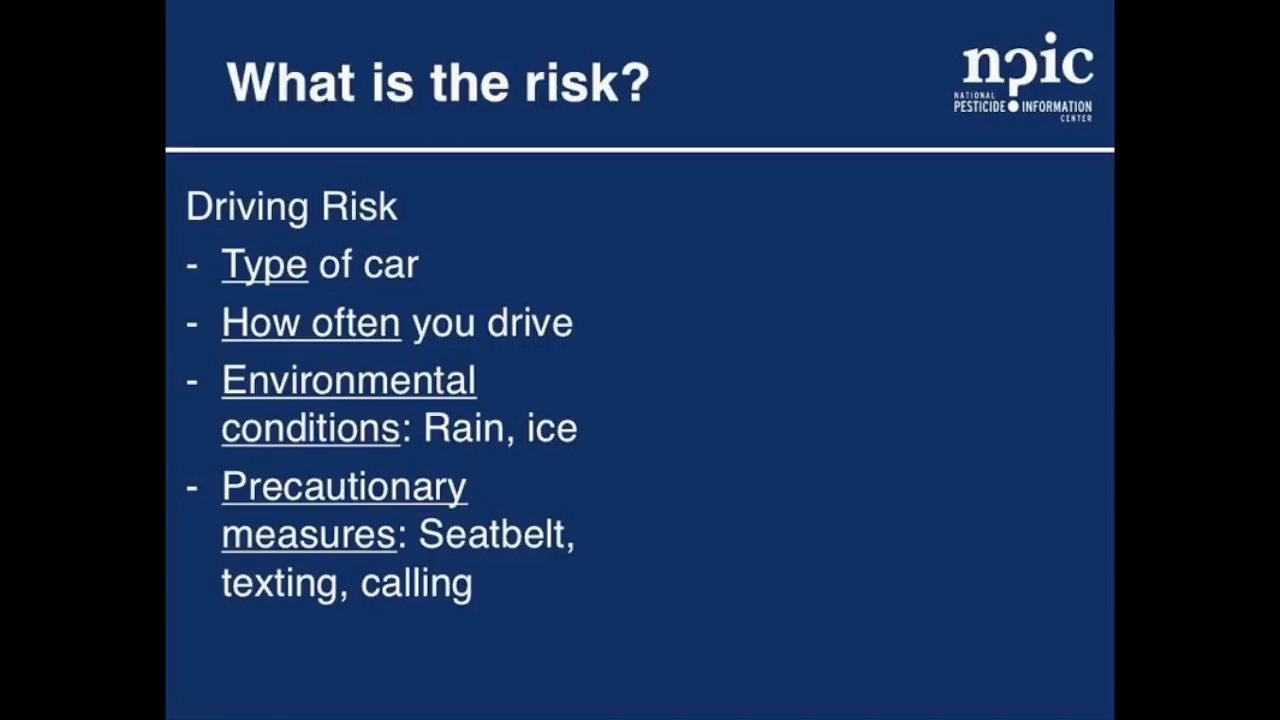 What is the risk?
npic
NATIONAL
PESTICIDE INFORMATION
CENTER
Driving Risk
- Type of car
- How often you drive
- Environmental
conditions: Rain, ice
- Precautionary
measures: Seatbelt,
texting, calling